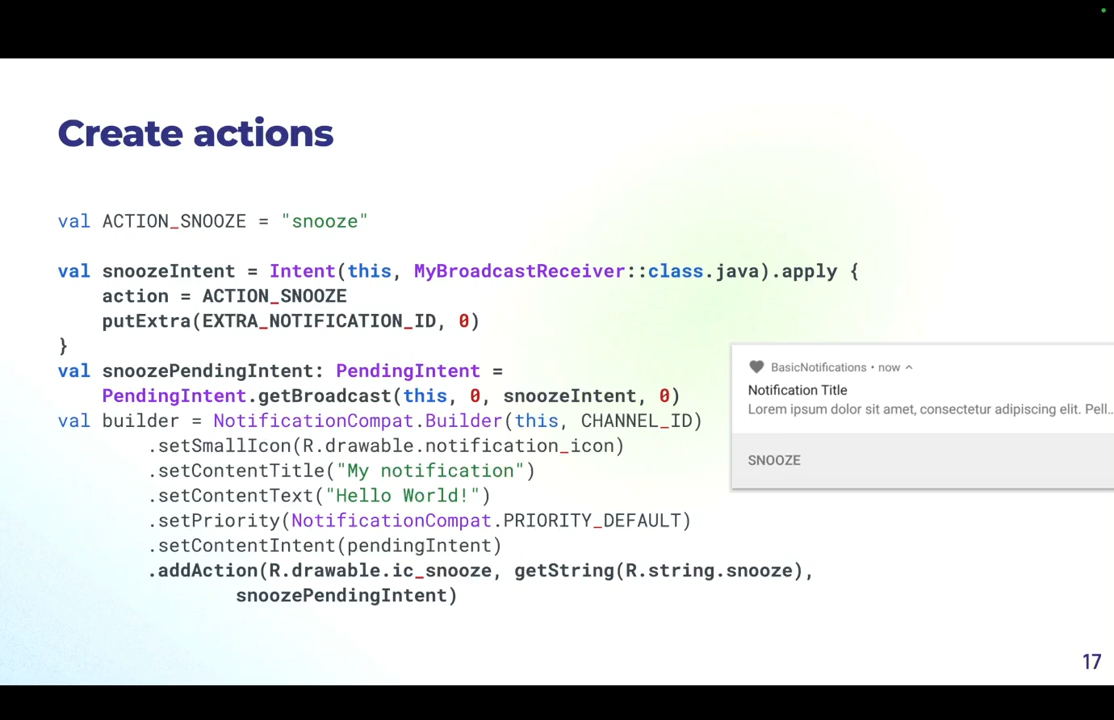 Create actions
val ACTION_SNOOZE = "snooze"
val snoozeIntent = Intent(this, MyBroadcastReceiver::class.java).apply {
action = ACTION_SNOOZE
putExtra(EXTRA_NOTIFICATION_ID, 0)
}
val snoozePendingIntent: PendingIntent =
PendingIntent.getBroadcast(this, 0, snoozeIntent, 0)
val builder = NotificationCompat.Builder(this, CHANNEL_ID)
.setSmallIcon(R.drawable.notification_icon)
.setContentTitle("My notification")
.setContentText("Hello World!")
.setPriority(NotificationCompat.PRIORITY_DEFAULT)
.setContentIntent(pendingIntent)
.addAction(R.drawable.ic_snooze, getString(R.string.snooze),
snoozePendingIntent)
BasicNotifications • now
Notification Title
Lorem ipsum dolor sit amet, consectetur adipiscing elit. Pell...
SNOOZE
17